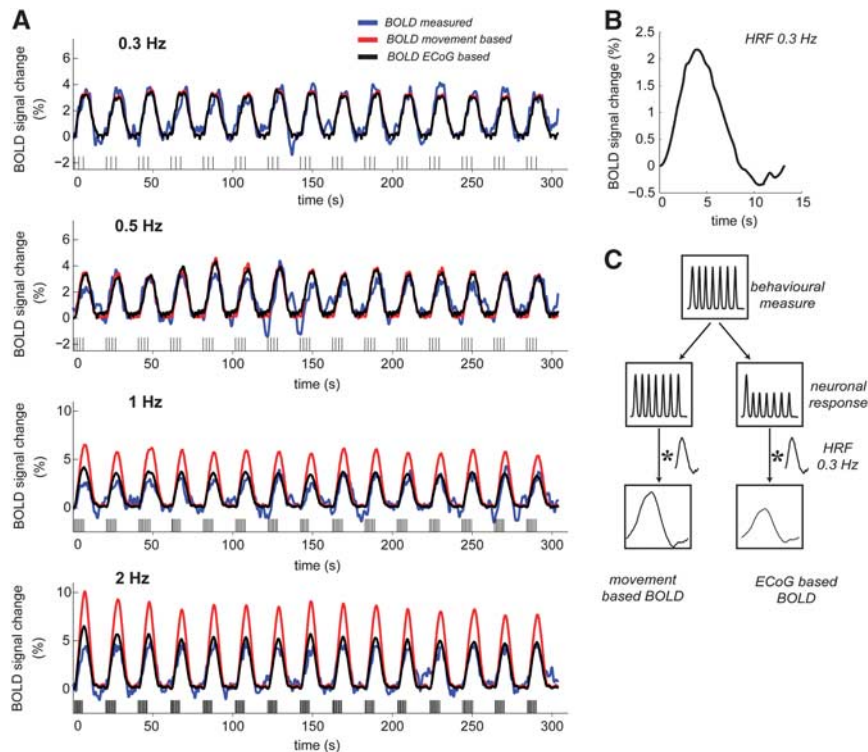 A
BOLD measured
BOLD movement based
BOLD ECoG based
0.3 Hz
BOLD signal change
(%)
6
4
2
0
−2
0 50 100 150 200 250 300
time (s)
0.5 Hz
BOLD signal change
(%)
6
4
2
0
−2
0 50 100 150 200 250 300
time (s)
1 Hz
BOLD signal change
(%)
10
5
0
0 50 100 150 200 250 300
time (s)
2 Hz
BOLD signal change
(%)
10
5
0
0 50 100 150 200 250 300
time (s)
B
HRF 0.3 Hz
BOLD signal change (%)
2.5
2
1.5
1
0.5
0
−0.5
0 5 10 15
time (s)
C
behavioural
measure
neuronal
response
* * HRF
0.3 Hz
movement
based BOLD
ECoG based
BOLD